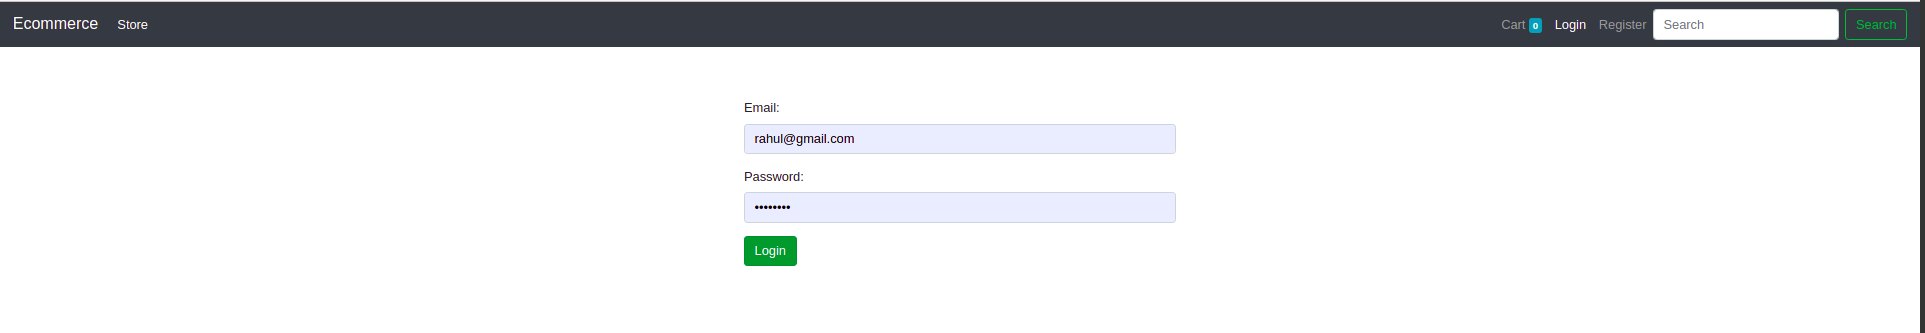 Ecommerce Store Cart 0 Login Register Search Search
Email:
rahul@gmail.com
Password:
••••••••
Login